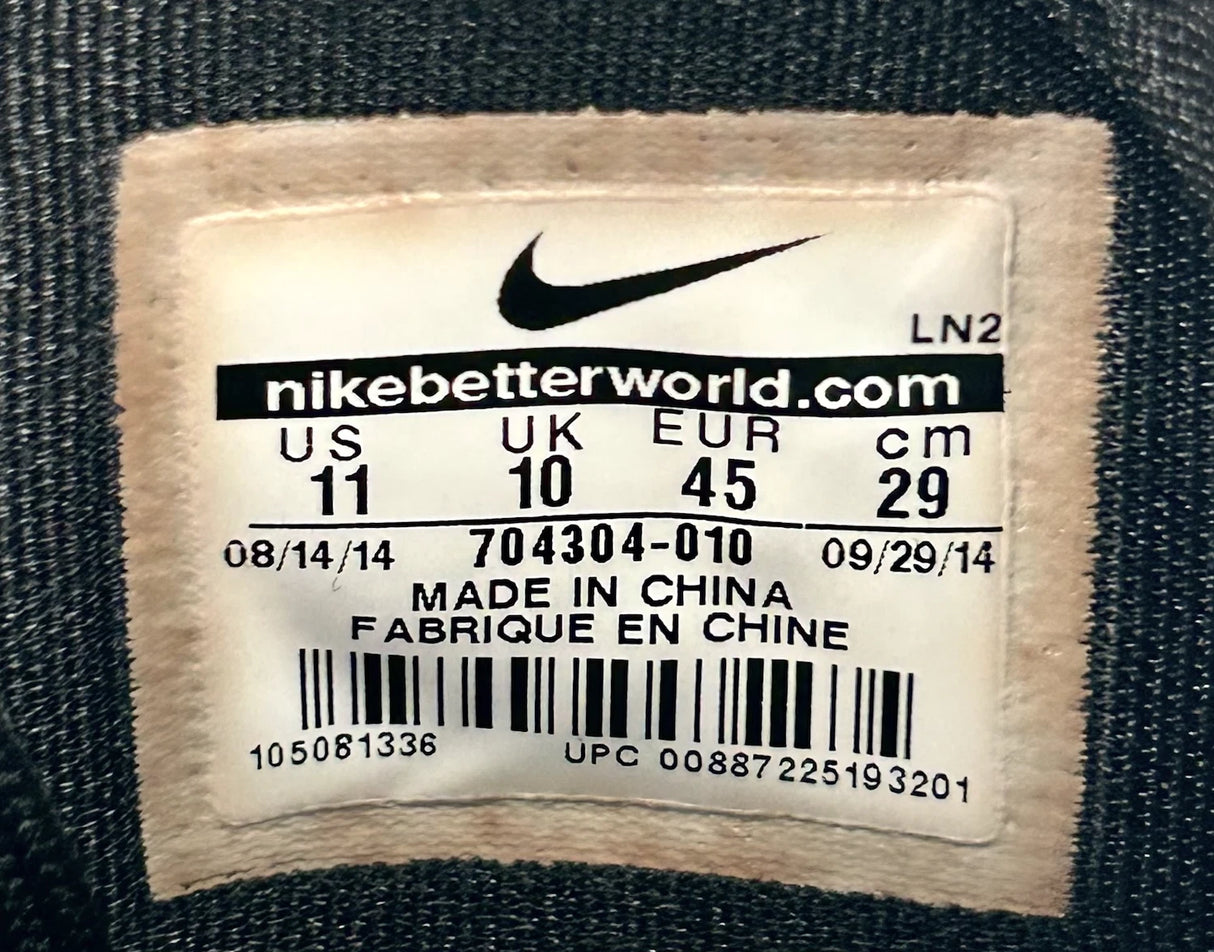 LN2
nikebetterworld.com
US UK EUR cm
11 10 45 29
08/14/14 704304-010 09/29/14
MADE IN CHINA
FABRIQUE EN CHINE
105081336 UPC 00887225193201